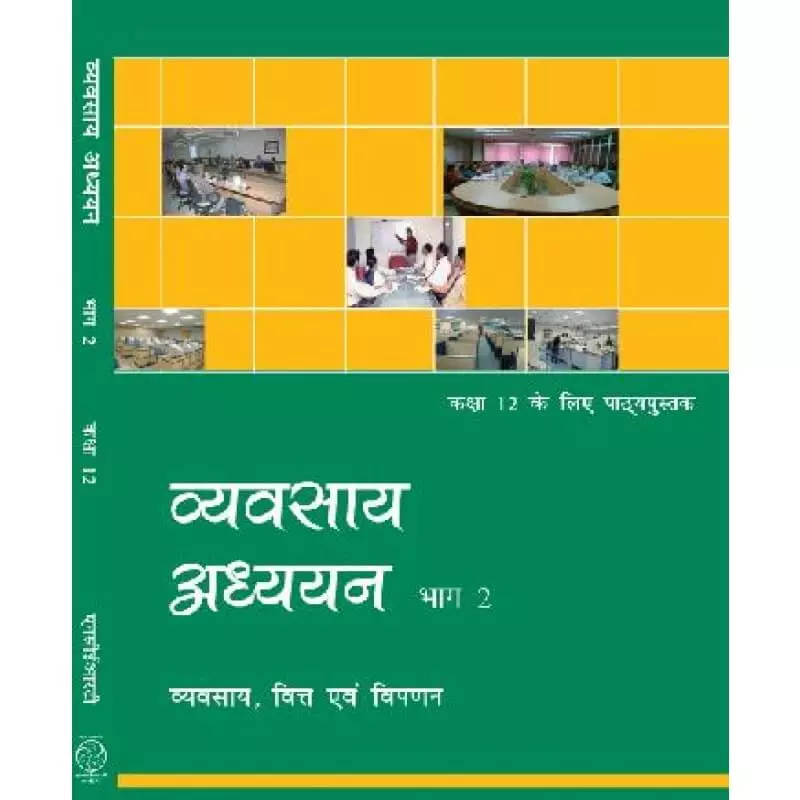 व्यवसाय अध्ययन
भाग 2
कक्षा 12
एनसीईआरटी
कक्षा 12 के लिए पाठ्यपुस्तक
व्यवसाय
अध्ययन भाग 2
व्यवसाय, वित्त एवं विपणन